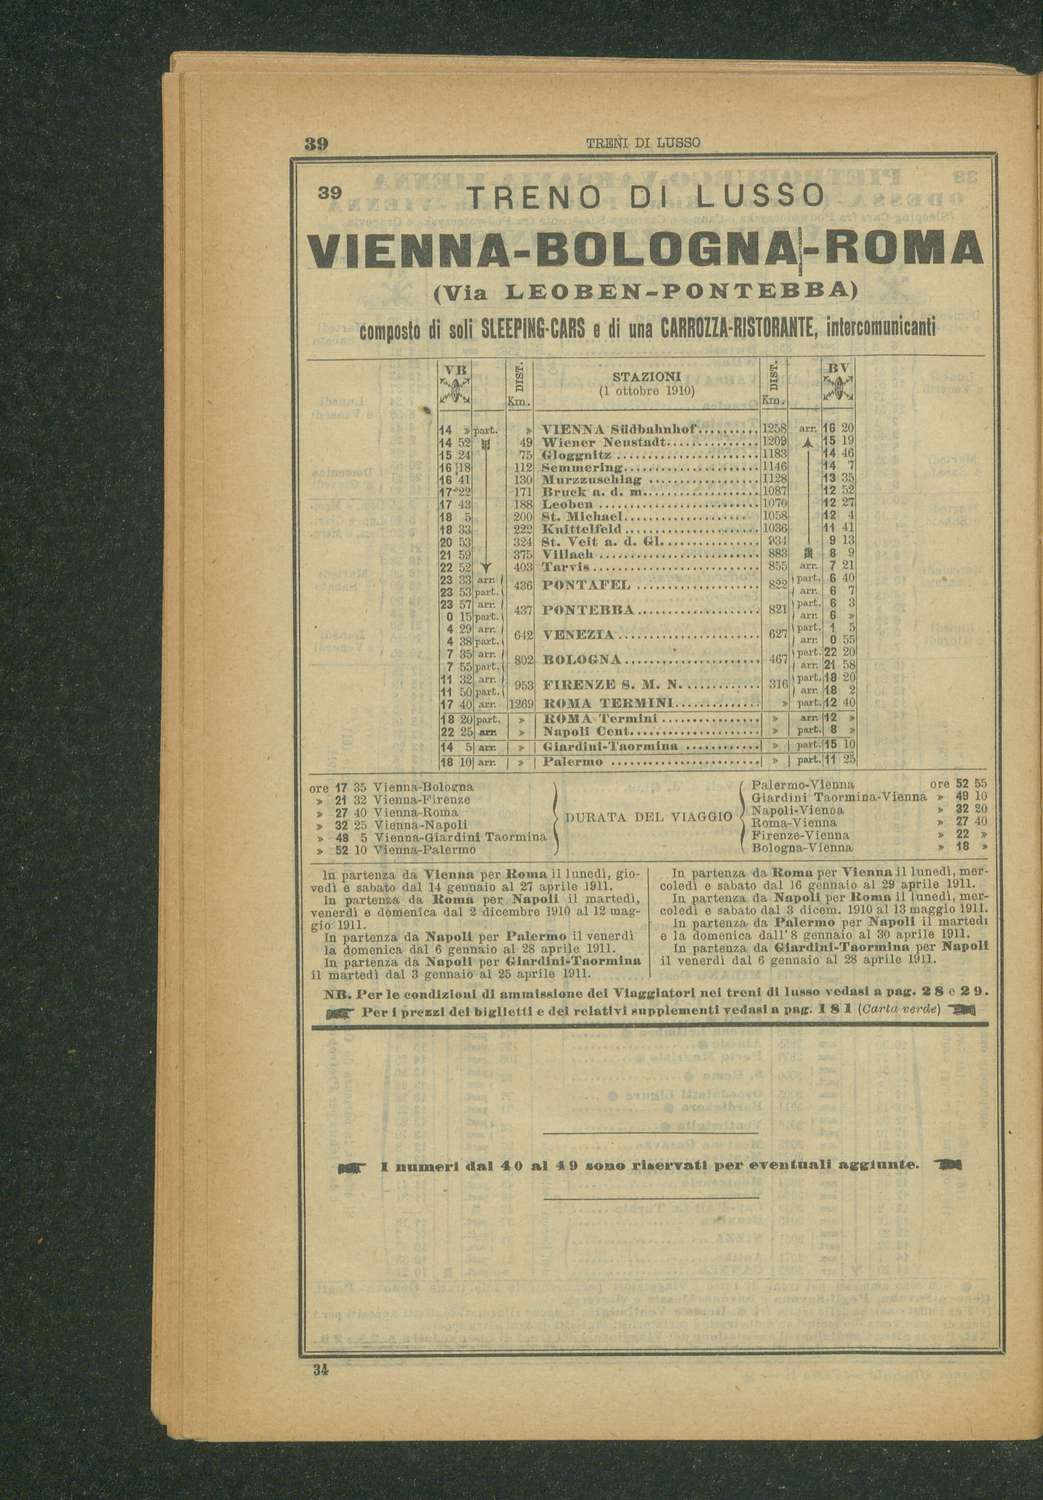 39 TRENI DI LUSSO
39 TRENO DI LUSSO
VIENNA-BOLOGNA-ROMA
(Via LEOBEN-PONTEBBA)
composto di soli SLEEPING-CARS e di una CARROZZA-RISTORANTE, intercomunicanti
VB DIST. Km. STAZIONI (1 ottobre 1910) DIST. Km. BV
14 » part. » VIENNA Südbahnhof 1258 arr. 16 20
14 52 49 Wiener Neustadt 1209 15 19
15 24 75 Gloggnitz 1183 14 46
16 18 112 Semmering 1146 14 7
16 41 130 Murzzuschlag 1128 13 35
17 22 171 Bruck a. d. m. 1087 12 52
17 43 188 Leoben 1070 12 27
18 5 200 St. Michael 1058 12 4
18 33 222 Knittelfeld 1036 11 41
20 53 324 St. Veit a. d. Gl. 934 9 13
21 59 375 Villach 883 8 9
22 52 403 Tarvis 855 arr. 7 21
23 33 arr. 436 PONTAFEL 822 part. 6 40
23 53 part. arr. 6 7
23 57 arr. 437 PONTEBBA 821 part. 6 3
0 15 part. arr. 6 »
4 29 arr. 642 VENEZIA 627 part. 1 5
4 38 part. arr. 0 55
7 35 arr. 802 BOLOGNA 467 part. 22 20
7 55 part. arr. 21 58
11 32 arr. 953 FIRENZE S. M. N. 316 part. 18 20
11 50 part. arr. 18 2
17 40 arr. 1269 ROMA TERMINI » part. 12 40
18 20 part. » ROMA Termini » arr. 12 »
22 25 arr. » Napoli Cent. » part. 8 »
14 5 arr. » Giardini-Taormina » part. 15 10
18 10 arr. » Palermo » part. 11 25
ore 17 35 Vienna-Bologna
» 21 32 Vienna-Firenze
» 27 40 Vienna-Roma
» 32 25 Vienna-Napoli
» 48 5 Vienna-Giardini Taormina
» 52 10 Vienna-Palermo
DURATA DEL VIAGGIO
Palermo-Vienna ore 52 55
Giardini Taormina-Vienna » 49 10
Napoli-Vienna » 32 20
Roma-Vienna » 27 40
Firenze-Vienna » 22 »
Bologna-Vienna » 18 »
In partenza da Vienna per Roma il lunedì, gio-
vedì e sabato dal 14 gennaio al 27 aprile 1911.
In partenza da Roma per Napoli il martedì,
venerdì e domenica dal 2 dicembre 1910 al 12 mag-
gio 1911.
In partenza da Napoli per Palermo il venerdì
la domenica dal 6 gennaio al 28 aprile 1911.
In partenza da Napoli per Giardini-Taormina
il martedì dal 3 gennaio al 25 aprile 1911.
In partenza da Roma per Vienna il lunedì, mer-
coledì e sabato dal 16 gennaio al 29 aprile 1911.
In partenza da Napoli per Roma il lunedì, mer-
coledì e sabato dal 3 dicem. 1910 al 13 maggio 1911.
In partenza da Palermo per Napoli il martedì
e la domenica dall' 8 gennaio al 30 aprile 1911.
In partenza da Giardini-Taormina per Napoli
il venerdì dal 6 gennaio al 28 aprile 1911.
NB. Per le condizioni di ammissione dei Viaggiatori nei treni di lusso vedasi a pag. 28 e 29.
Per i prezzi dei biglietti e dei relativi supplementi vedasi a pag. 181 (Carta verde)
I numeri dal 40 al 49 sono riservati per eventuali aggiunte.
34